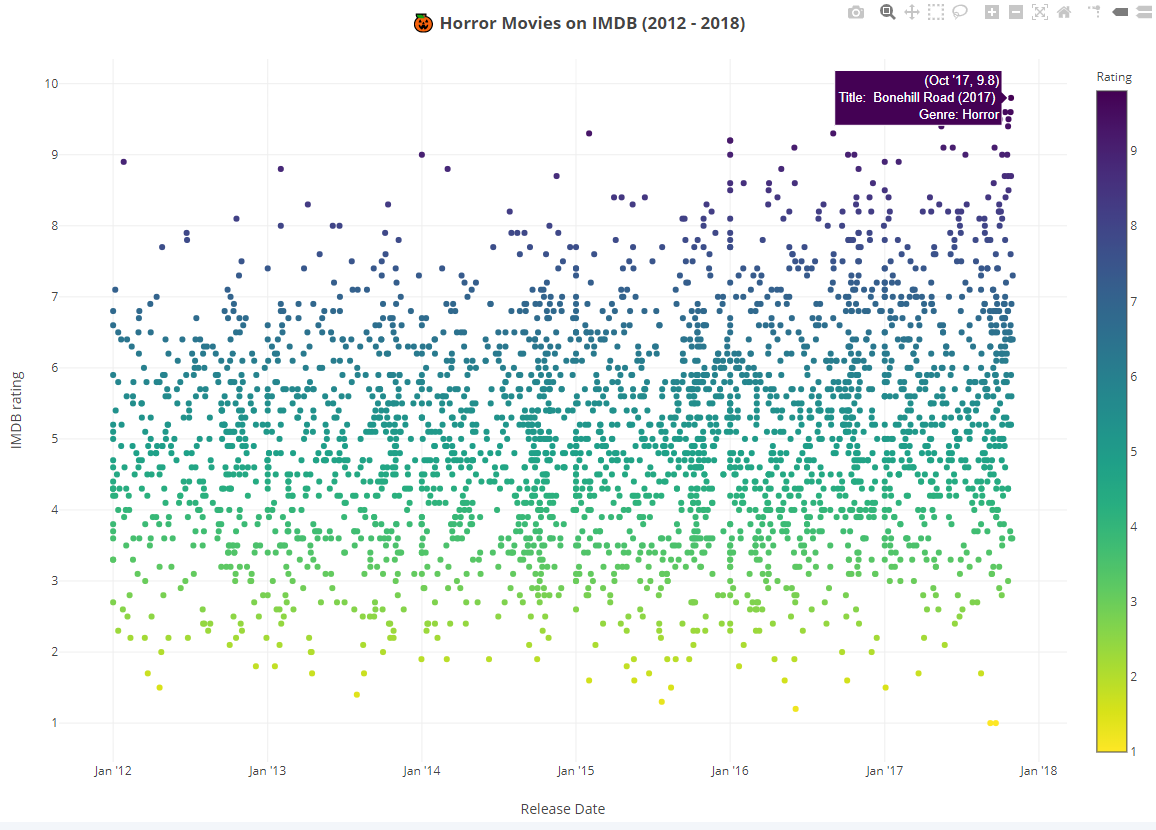 🎃 Horror Movies on IMDB (2012 - 2018)
(Oct '17, 9.8)
Title: Bonehill Road (2017)
Genre: Horror
Rating
9
8
7
6
5
4
3
2
1
IMDB rating
10
9
8
7
6
5
4
3
2
1
Jan '12 Jan '13 Jan '14 Jan '15 Jan '16 Jan '17 Jan '18
Release Date